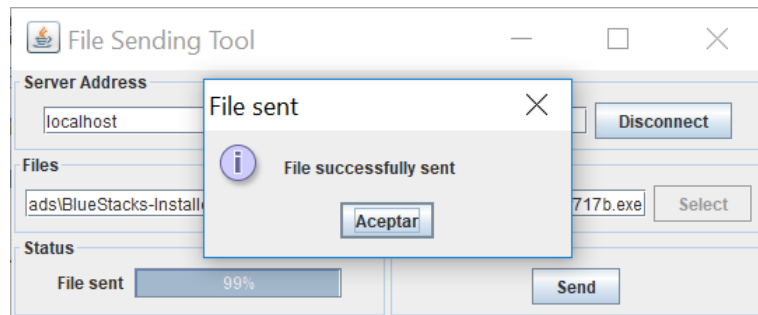 File Sending Tool
Server Address
localhost
Disconnect
File sent
File successfully sent
Aceptar
Files
ads\BlueStacks-Installe
717b.exe
Select
Status
File sent
99%
Send